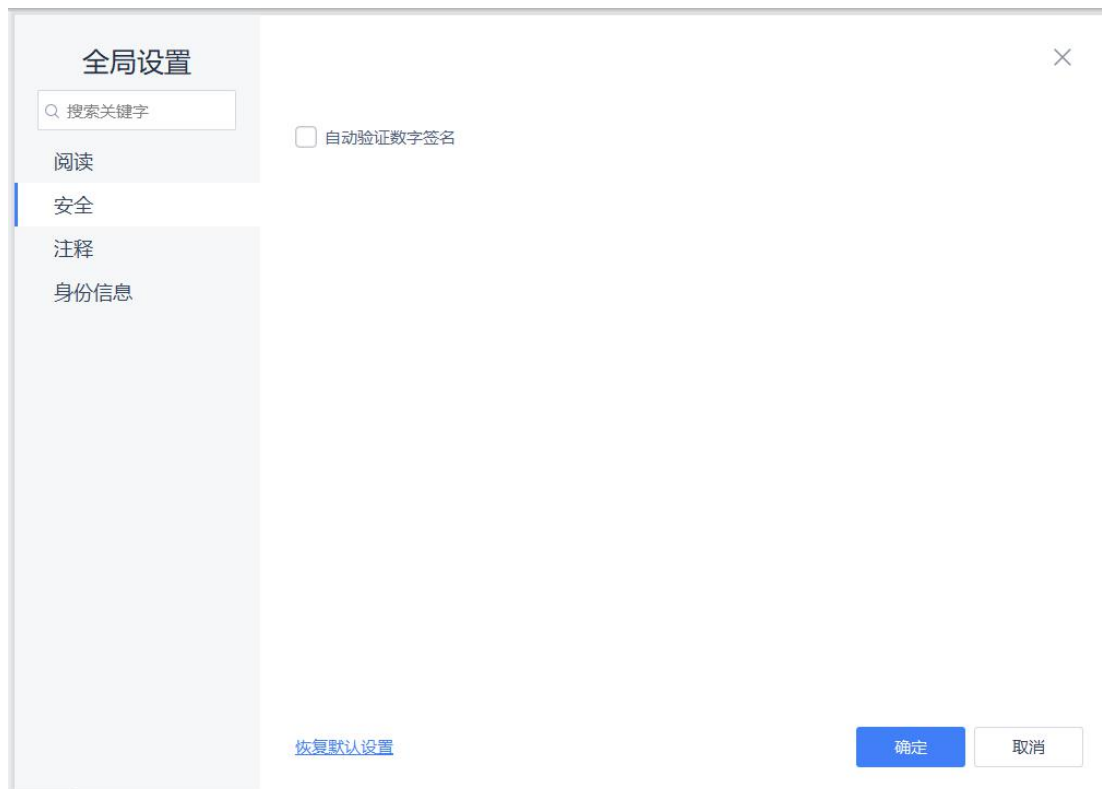 全局设置
搜索关键字
阅读
安全
注释
身份信息
自动验证数字签名
恢复默认设置
确定
取消